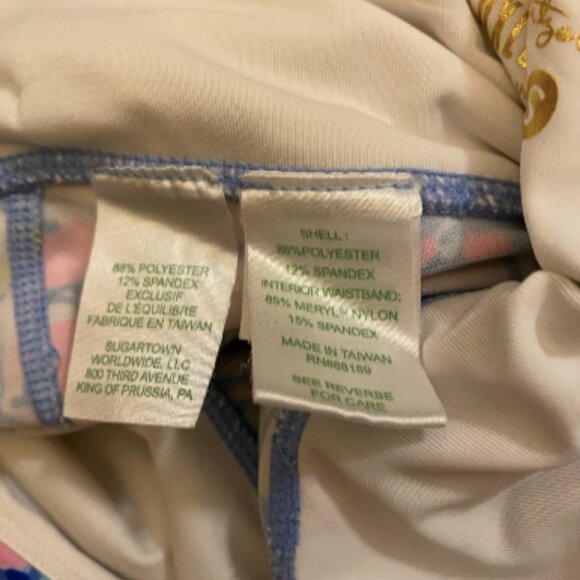 88% POLYESTER
12% SPANDEX
EXCLUSIF
DE L'ÉQUILIBRE
FABRIQUÉ EN TAIWAN
SUGARTOWN
WORLDWIDE, LLC
800 THIRD AVENUE
KING OF PRUSSIA, PA
SHELL :
88%POLYESTER
12% SPANDEX
INTERIOR WAISTBAND:
85% MERYL® NYLON
15% SPANDEX
MADE IN TAIWAN
RN#88189
SEE REVERSE
FOR CARE